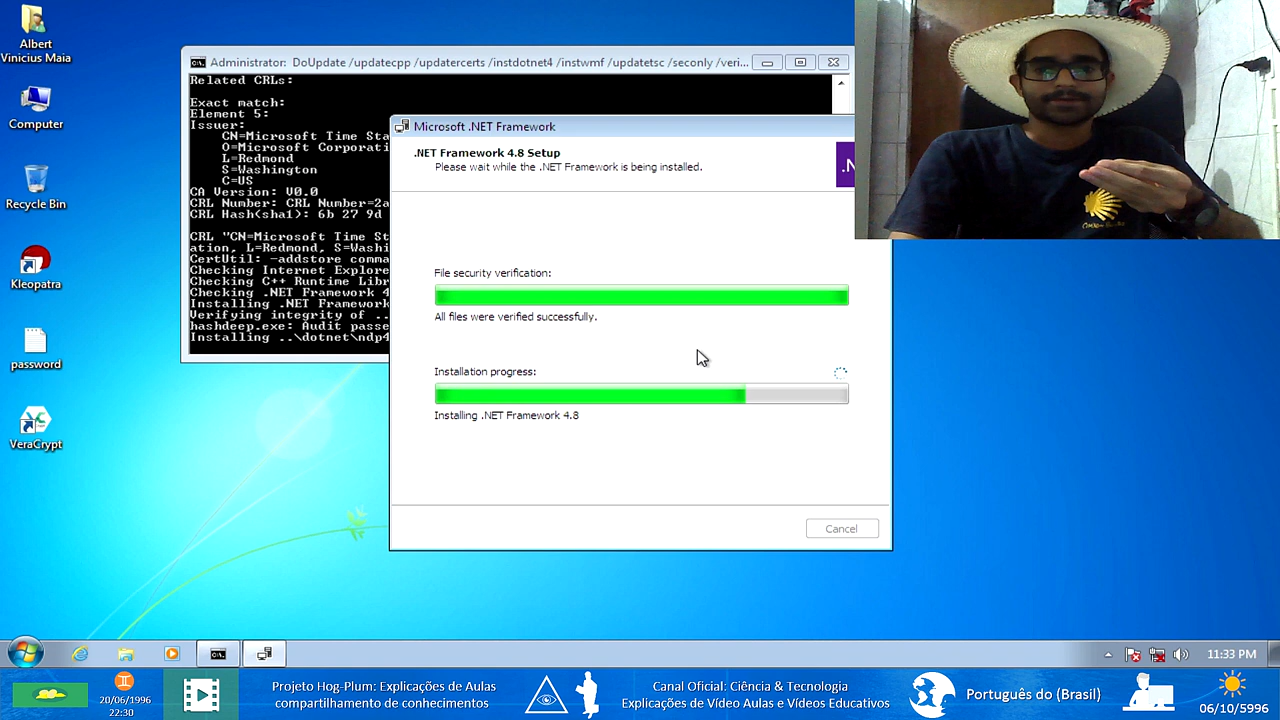 Albert
Vinicius Maia
Computer
Recycle Bin
Kleopatra
password
VeraCrypt
Administrator: DoUpdate /updatecpp /updatercerts /instdotnet4 /instwmf /updatetsc /seconly /veri...
Related CRLs:
Exact match:
Element 5:
Issuer:
CN=Microsoft Time Sta
O=Microsoft Corporati
L=Redmond
S=Washington
C=US
CA Version: V0.0
CRL Number: CRL Number=2a
CRL Hash(sha1): 6b 27 9d
CRL "CN=Microsoft Time St
ation, L=Redmond, S=Washi
CertUtil: -addstore comma
Checking Internet Explore
Checking C++ Runtime Libr
Checking .NET Framework 4
Installing .NET Framework
Verifying integrity of ..
hashdeep.exe: Audit passe
Installing ..\dotnet\ndp4
Microsoft .NET Framework
.NET Framework 4.8 Setup
Please wait while the .NET Framework is being installed.
.N
File security verification:
All files were verified successfully.
Installation progress:
Installing .NET Framework 4.8
Cancel
11:33 PM
20/06/1996
22:30
Projeto Hog-Plum: Explicações de Aulas
compartilhamento de conhecimentos
Canal Oficial: Ciência & Tecnologia
Explicações de Vídeo Aulas e Vídeos Educativos
Português do (Brasil)
06/10/5996